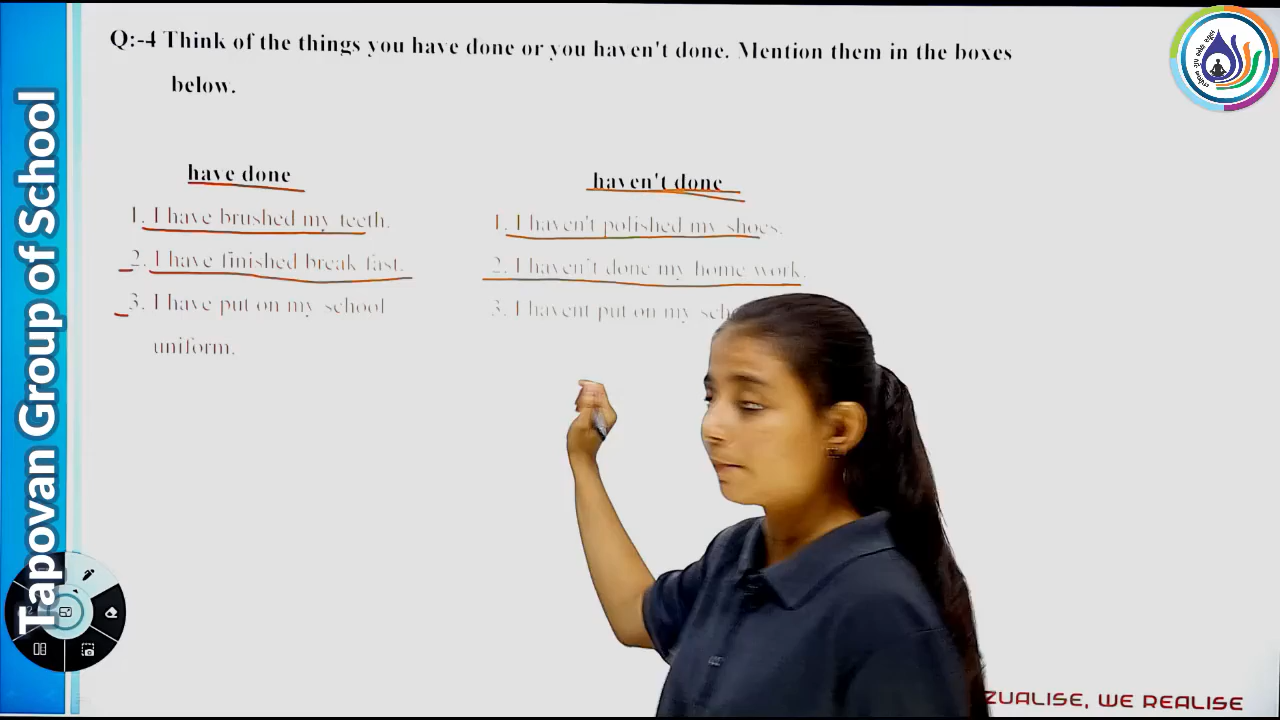 Q:-4 Think of the things you have done or you haven't done. Mention them in the boxes
below.
have done
1. I have brushed my teeth.
2. I have finished break fast.
3. I have put on my school
uniform.
haven't done
1. I haven't polished my shoes.
2. I haven't done my home work.
3. I havent put on my
Tapovan Group of School
WE REALISE